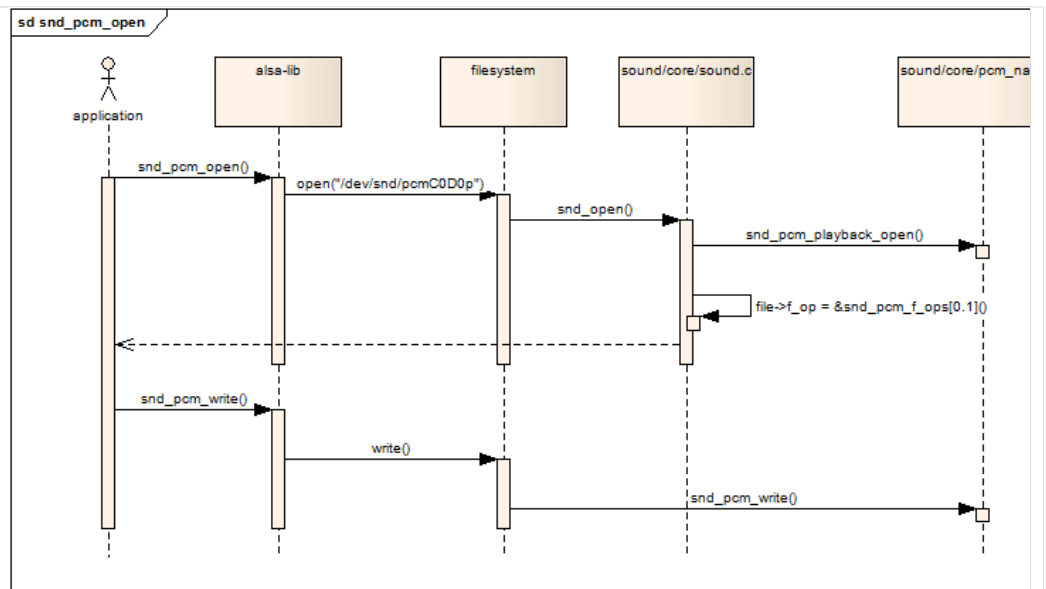 sd snd_pcm_open
application
alsa-lib
filesystem
sound/core/sound.c
sound/core/pcm_na
snd_pcm_open()
open("/dev/snd/pcmC0D0p")
snd_open()
snd_pcm_playback_open()
file->f_op = &snd_pcm_f_ops[0.1]()
snd_pcm_write()
write()
snd_pcm_write()